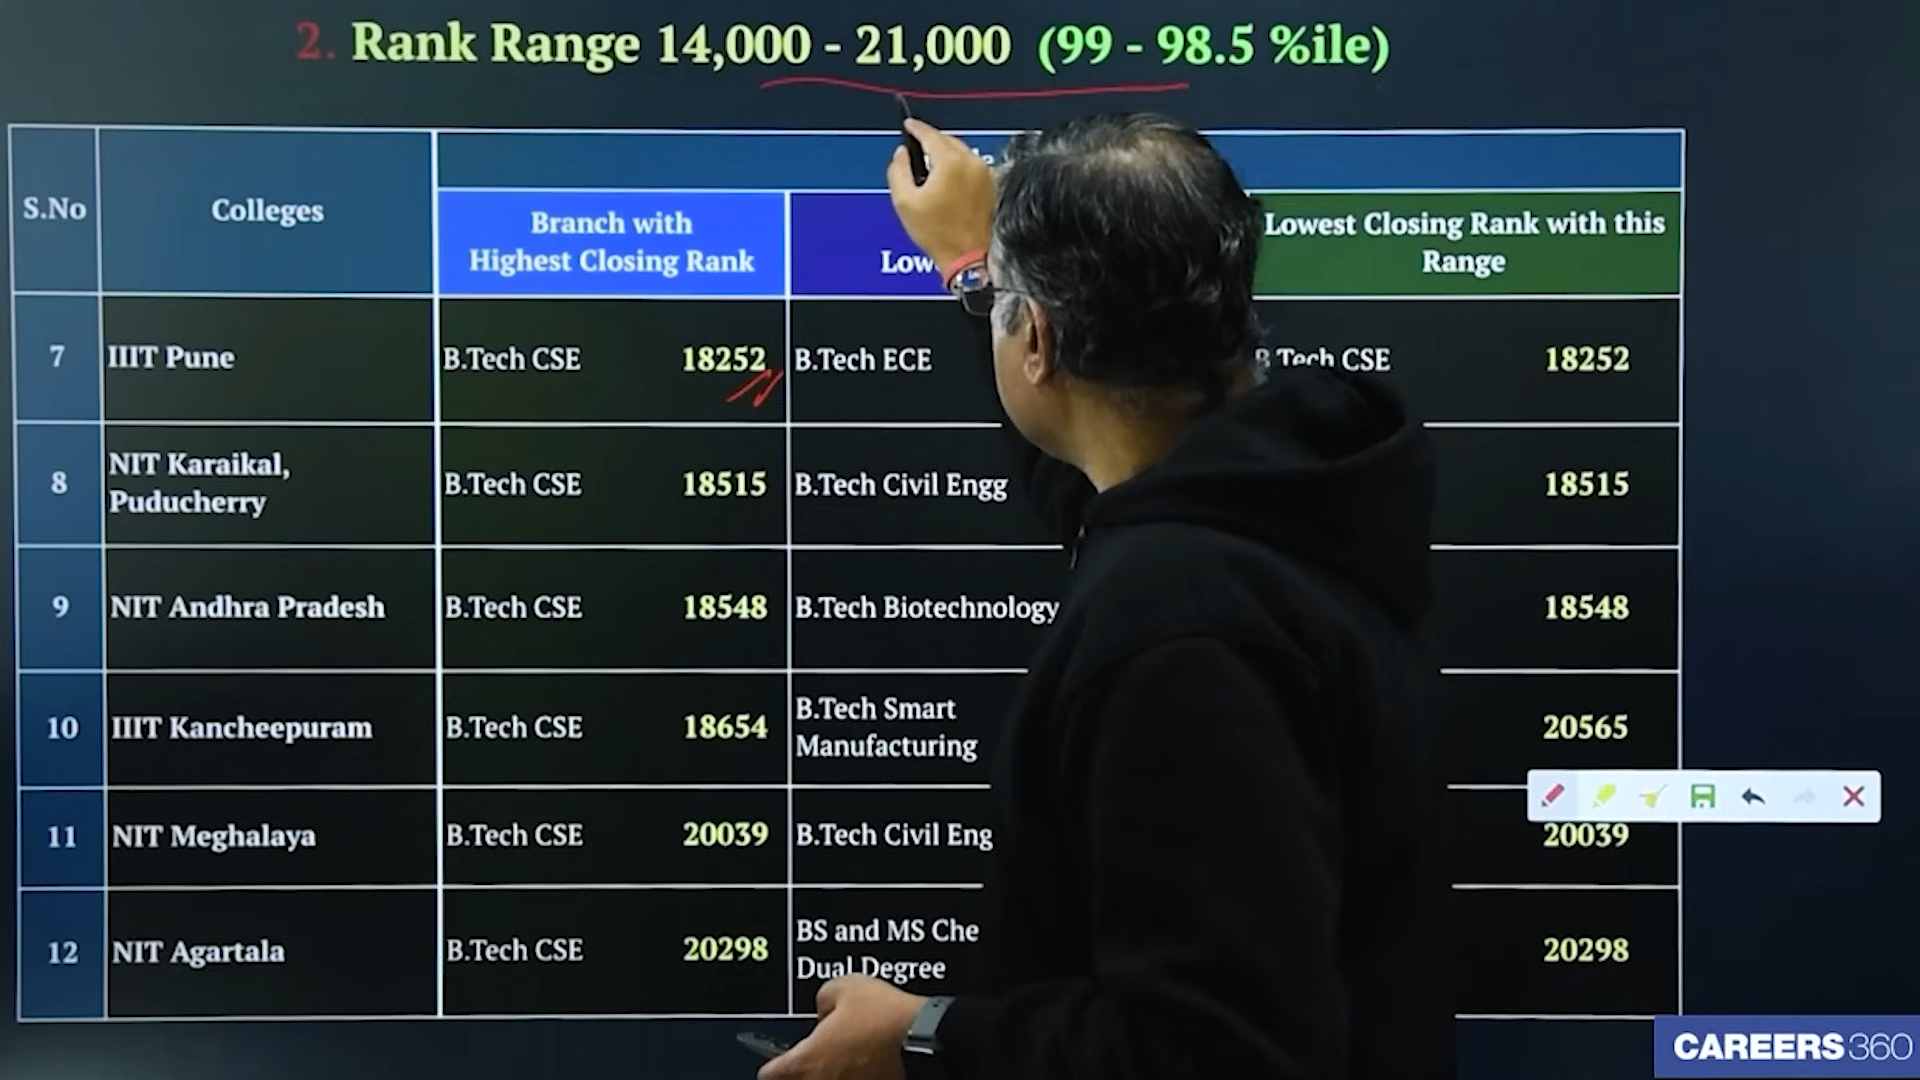 2. Rank Range 14,000 - 21,000 (99 - 98.5 %ile)
S.No
Colleges
Branch with
Highest Closing Rank
Lowest Closing Rank with this
Range
7 IIIT Pune B.Tech CSE 18252 B.Tech ECE B.Tech CSE 18252
8 NIT Karaikal,
Puducherry B.Tech CSE 18515 B.Tech Civil Engg 18515
9 NIT Andhra Pradesh B.Tech CSE 18548 B.Tech Biotechnology 18548
10 IIIT Kancheepuram B.Tech CSE 18654 B.Tech Smart
Manufacturing 20565
11 NIT Meghalaya B.Tech CSE 20039 B.Tech Civil Eng 20039
12 NIT Agartala B.Tech CSE 20298 BS and MS Che
Dual Degree 20298
CAREERS360